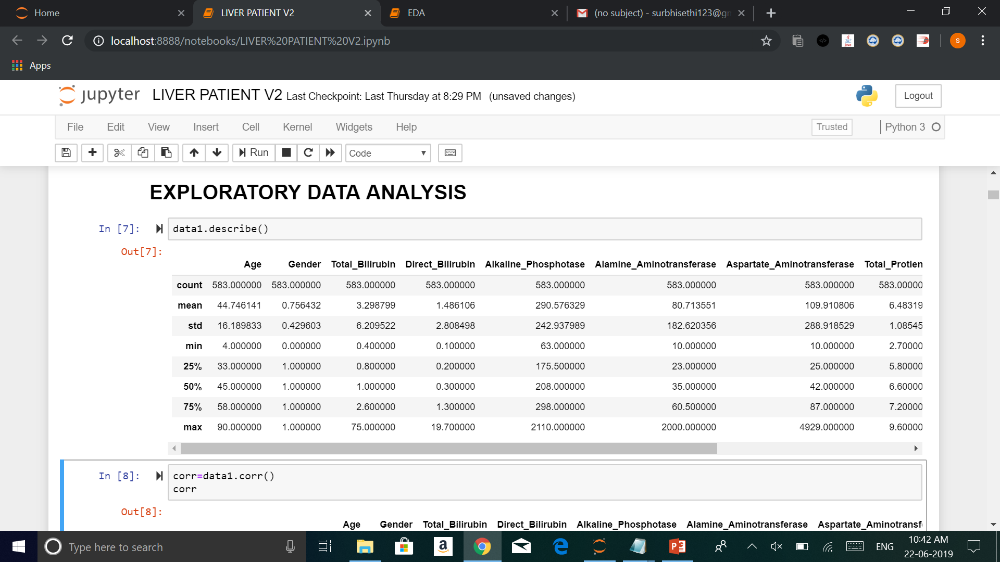 Home
LIVER PATIENT V2
EDA
(no subject) - surbhisethi123@gm
localhost:8888/notebooks/LIVER%20PATIENT%20V2.ipynb
S
Apps
jupyter LIVER PATIENT V2 Last Checkpoint: Last Thursday at 8:29 PM (unsaved changes)
Logout
File Edit View Insert Cell Kernel Widgets Help
Trusted
Python 3
Run
Code
EXPLORATORY DATA ANALYSIS
In [7]: data1.describe()
Out[7]:
Age Gender Total_Bilirubin Direct_Bilirubin Alkaline_Phosphotase Alamine_Aminotransferase Aspartate_Aminotransferase Total_Protien
count 583.000000 583.000000 583.000000 583.000000 583.000000 583.000000 583.000000 583.00000
mean 44.746141 0.756432 3.298799 1.486106 290.576329 80.713551 109.910806 6.48319
std 16.189833 0.429603 6.209522 2.808498 242.937989 182.620356 288.918529 1.08545
min 4.000000 0.000000 0.400000 0.100000 63.000000 10.000000 10.000000 2.70000
25% 33.000000 1.000000 0.800000 0.200000 175.500000 23.000000 25.000000 5.80000
50% 45.000000 1.000000 1.000000 0.300000 208.000000 35.000000 42.000000 6.60000
75% 58.000000 1.000000 2.600000 1.300000 298.000000 60.500000 87.000000 7.20000
max 90.000000 1.000000 75.000000 19.700000 2110.000000 2000.000000 4929.000000 9.60000
In [8]: corr=data1.corr()
corr
Out[8]:
Age Gender Total_Bilirubin Direct_Bilirubin Alkaline_Phosphotase Alamine_Aminotransferase Aspartate_Aminotransf
Type here to search
ENG
10:42 AM
22-06-2019